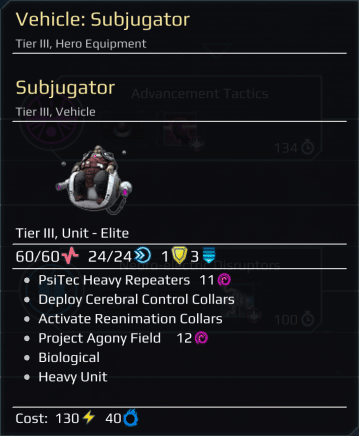 Vehicle: Subjugator
Tier III, Hero Equipment
Subjugator
Advancement Tactics
Tier III, Vehicle
134
Tier III, Unit - Elite
60/60 24/24 1 3
PsiTec Heavy Repeaters 11
Deploy Cerebral Control Collars
Activate Reanimation Collars
100
Project Agony Field 12
Biological
Heavy Unit
Cost: 130 40